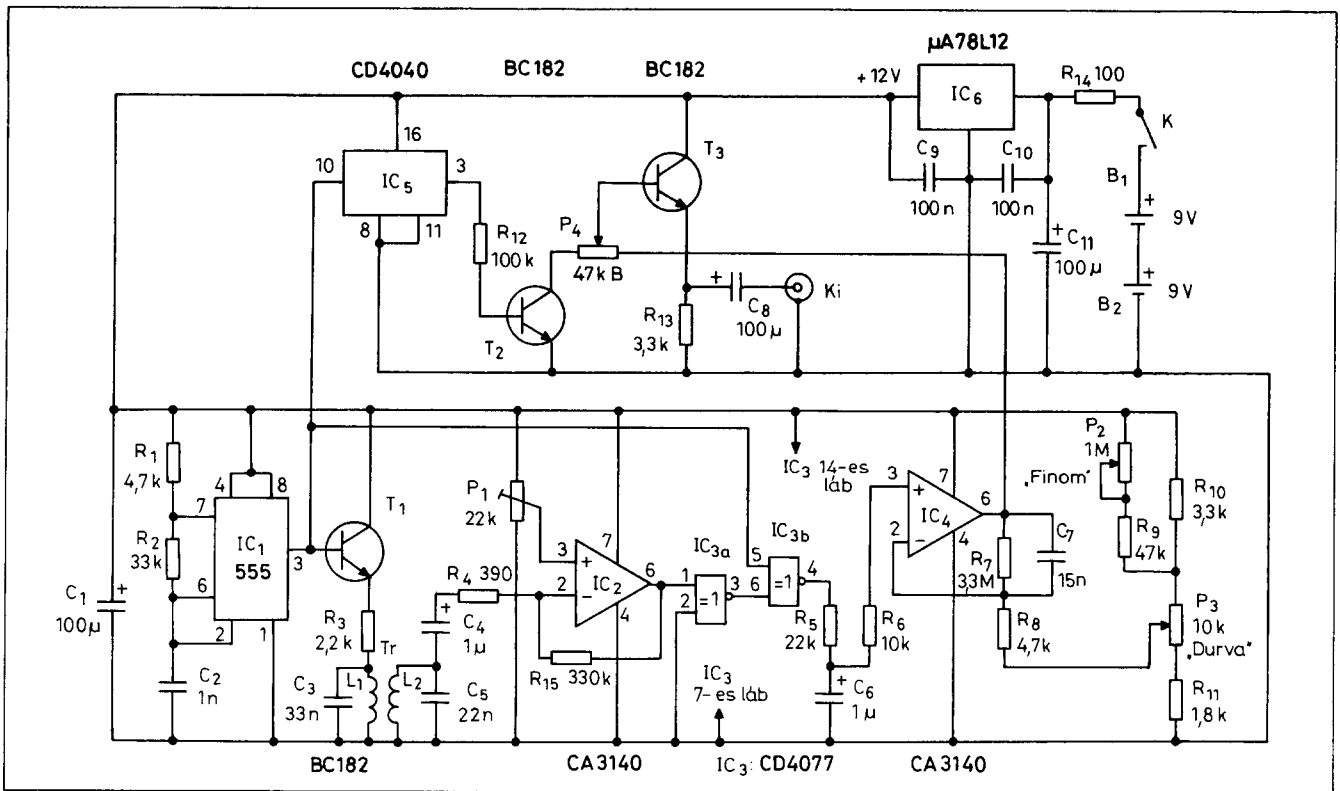 µA78L12
CD4040
BC182
BC182
+12V
IC6
R14 100
K
16
10
3
IC5
8
11
R12
100k
T2
P4
47k B
T3
R13
3,3k
+
C8
100µ
Ki
C9
100n
C10
100n
+
C11
100µ
B1
+
9V
+
B2
9V
C1
100µ
+
R1
4,7k
R2
33k
C2
1n
4
8
7
6
2
1
3
IC1
555
T1
R3
2,2k
Tr
L1
L2
C3
33n
C4
1µ
+
C5
22n
R4 390
P1
22k
3
+
2
−
7
6
4
IC2
R15
330k
IC3a
1
2
=1
3
IC3b
5
6
=1
4
IC3 14-es
láb
IC3
7-es láb
R5
22k
+
C6
1µ
R6
10k
3
+
2
−
7
6
4
IC4
R7
3,3M
C7
15n
R8
4,7k
P2
1M
„Finom"
R9
47k
R10
3,3k
P3
10k
„Durva"
R11
1,8k
BC182
CA3140
IC3: CD4077
CA3140